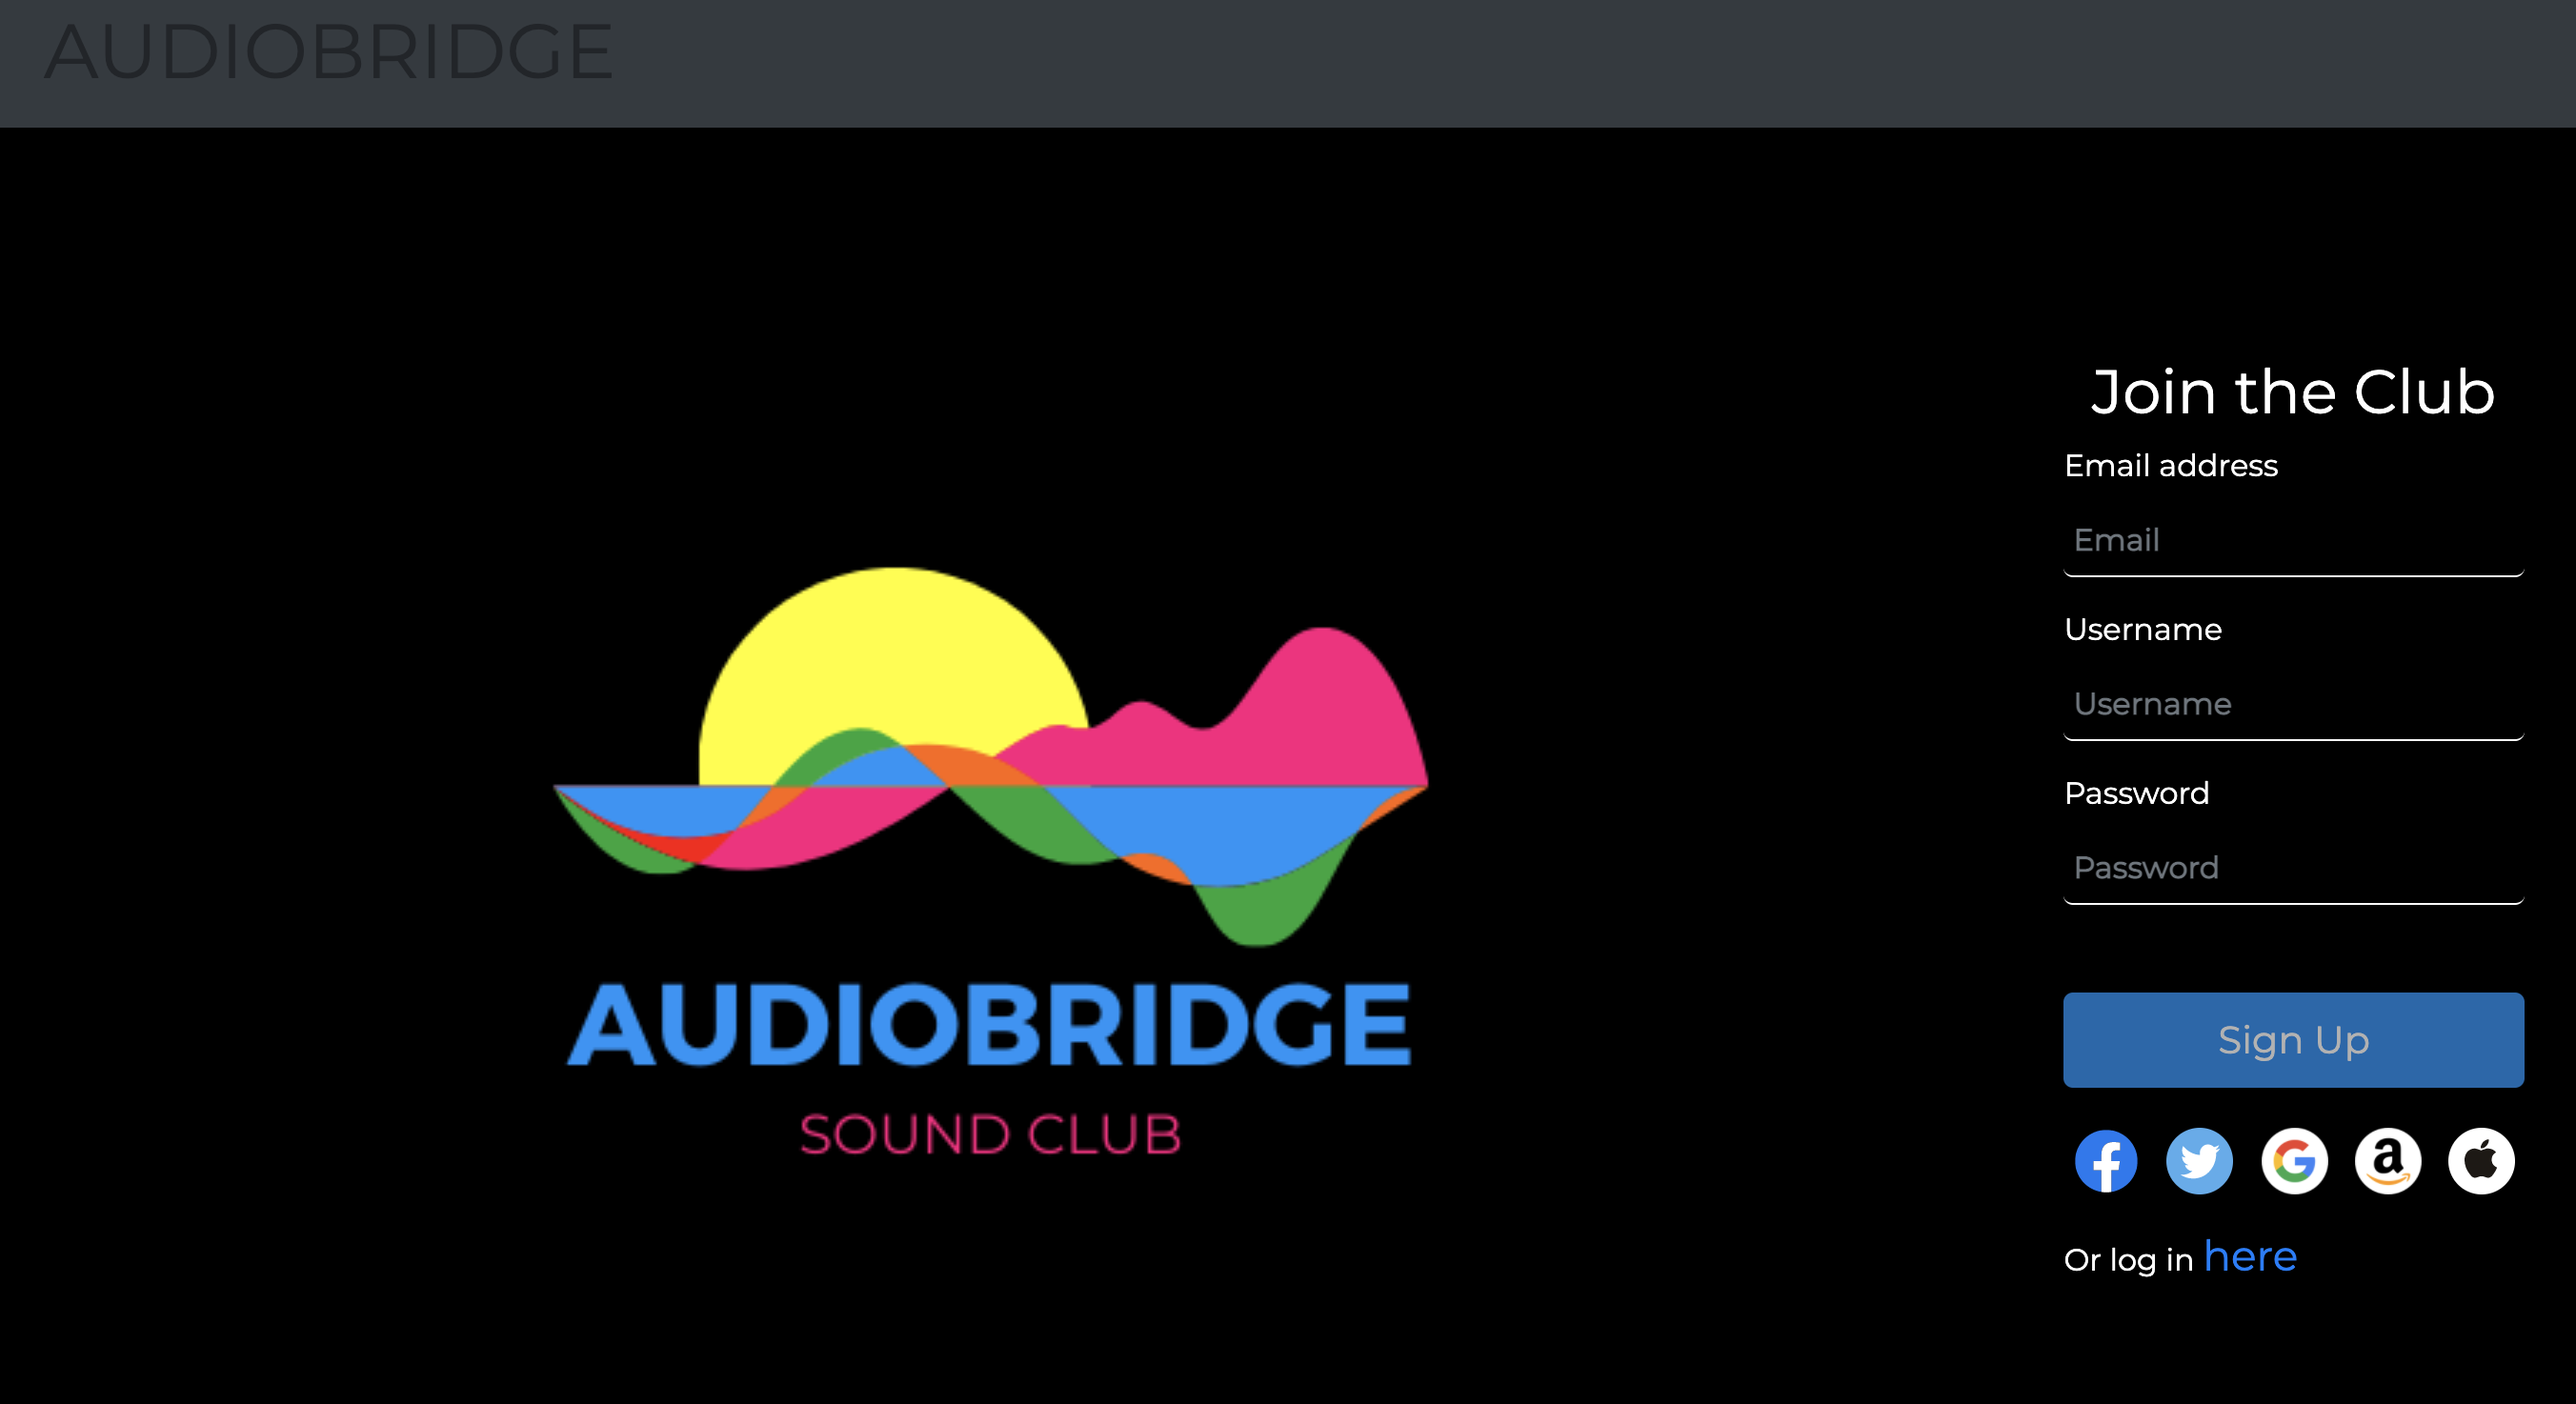 AUDIOBRIDGE
AUDIOBRIDGE
SOUND CLUB
Join the Club
Email address
Email
Username
Username
Password
Password
Sign Up
Or log in here